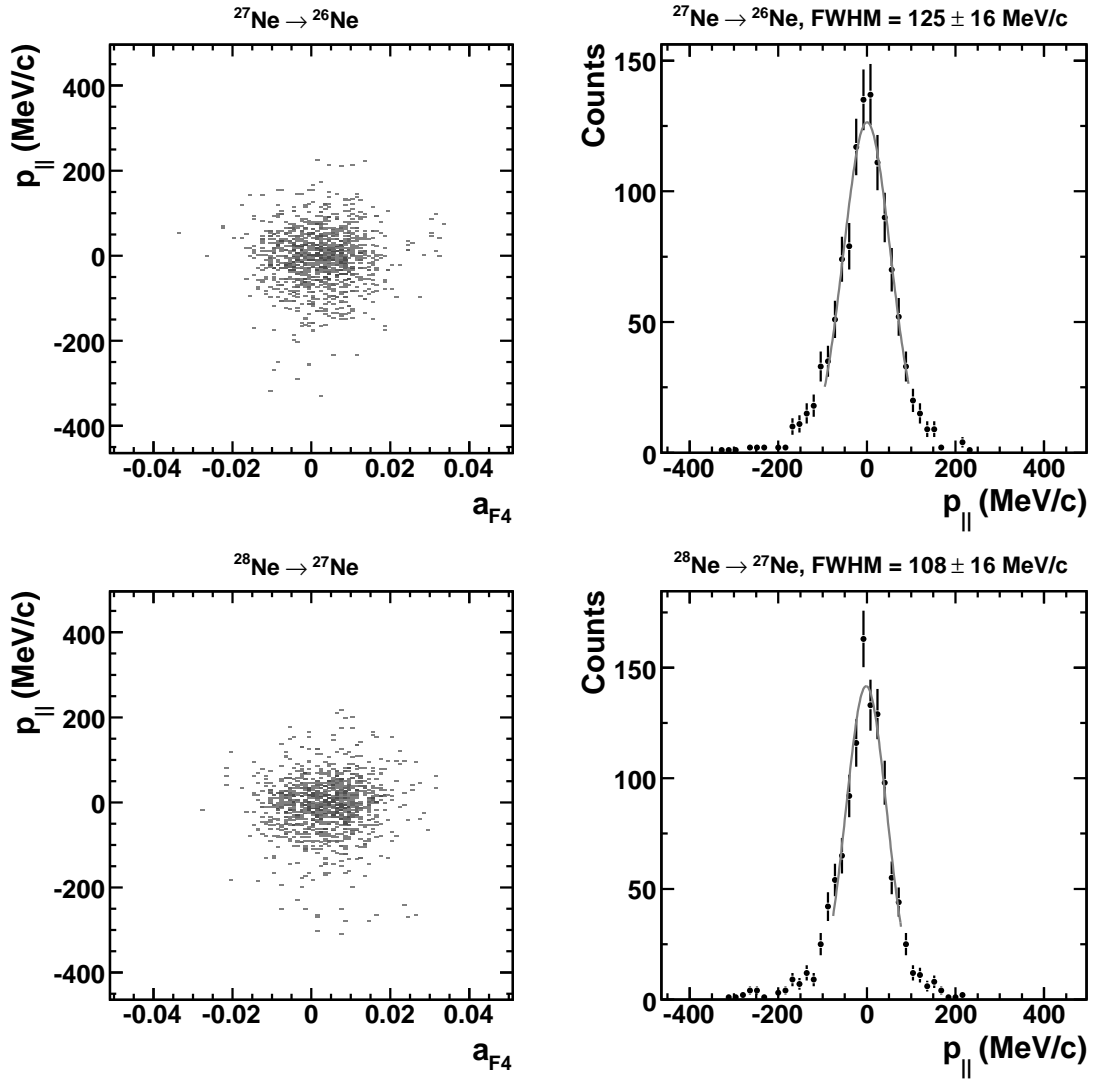 ²⁷Ne → ²⁶Ne
p|| (MeV/c)
400
200
0
-200
-400
-0.04 -0.02 0 0.02 0.04
aF4
²⁷Ne → ²⁶Ne, FWHM = 125 ± 16 MeV/c
Counts
150
100
50
0
-400 -200 0 200 400
p|| (MeV/c)
²⁸Ne → ²⁷Ne
p|| (MeV/c)
400
200
0
-200
-400
-0.04 -0.02 0 0.02 0.04
aF4
²⁸Ne → ²⁷Ne, FWHM = 108 ± 16 MeV/c
Counts
150
100
50
0
-400 -200 0 200 400
p|| (MeV/c)